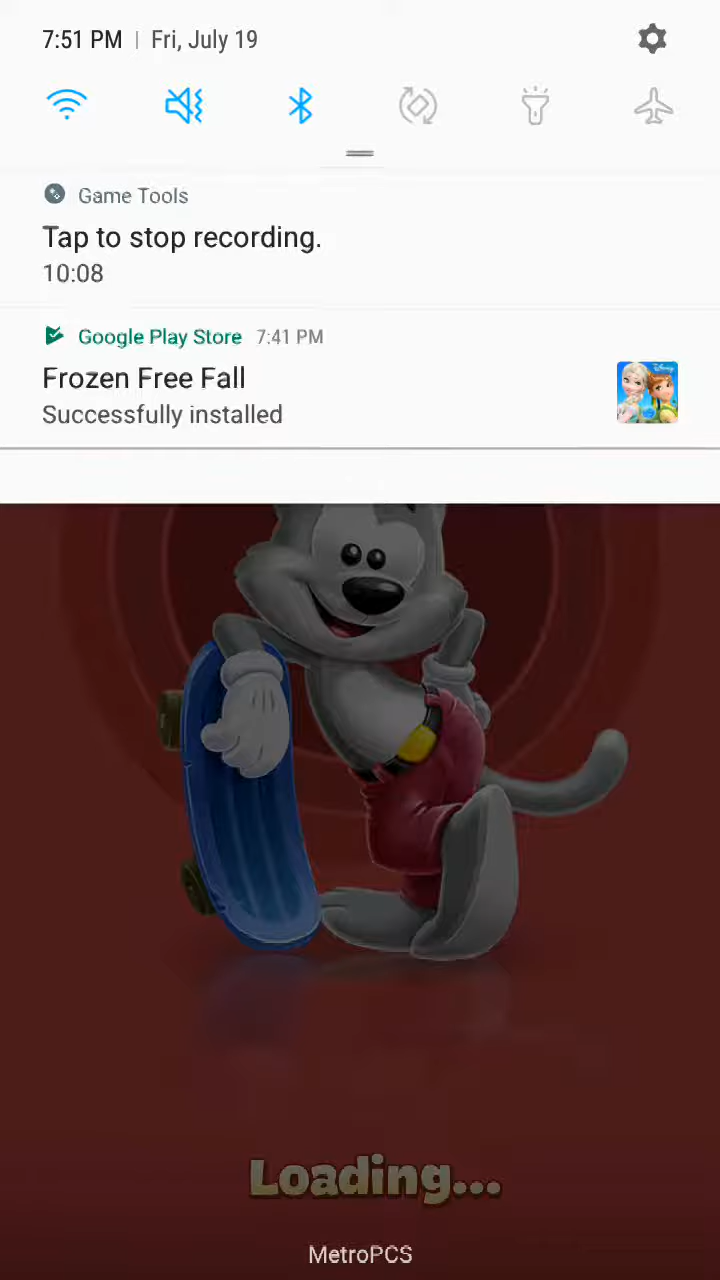 7:51 PM | Fri, July 19
Game Tools
Tap to stop recording.
10:08
Google Play Store 7:41 PM
Frozen Free Fall
Successfully installed
Disney
Loading...
MetroPCS